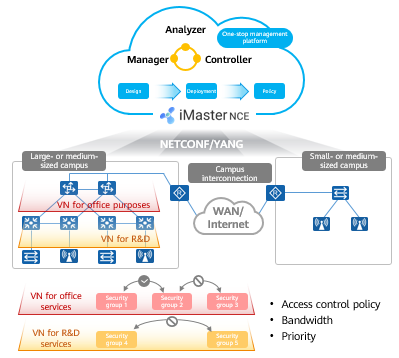 Analyzer
One-stop management
platform
Manager
Controller
Design
Deployment
Policy
iMaster NCE
NETCONF/YANG
Large- or medium-
sized campus
Campus
interconnection
Small- or medium-
sized campus
VN for office purposes
VN for R&D
R
R
WAN/
Internet
VN for office
services
Security
group 1
Security
group 2
Security
group 3
VN for R&D
services
Security
group 4
Security
group 5
• Access control policy
• Bandwidth
• Priority